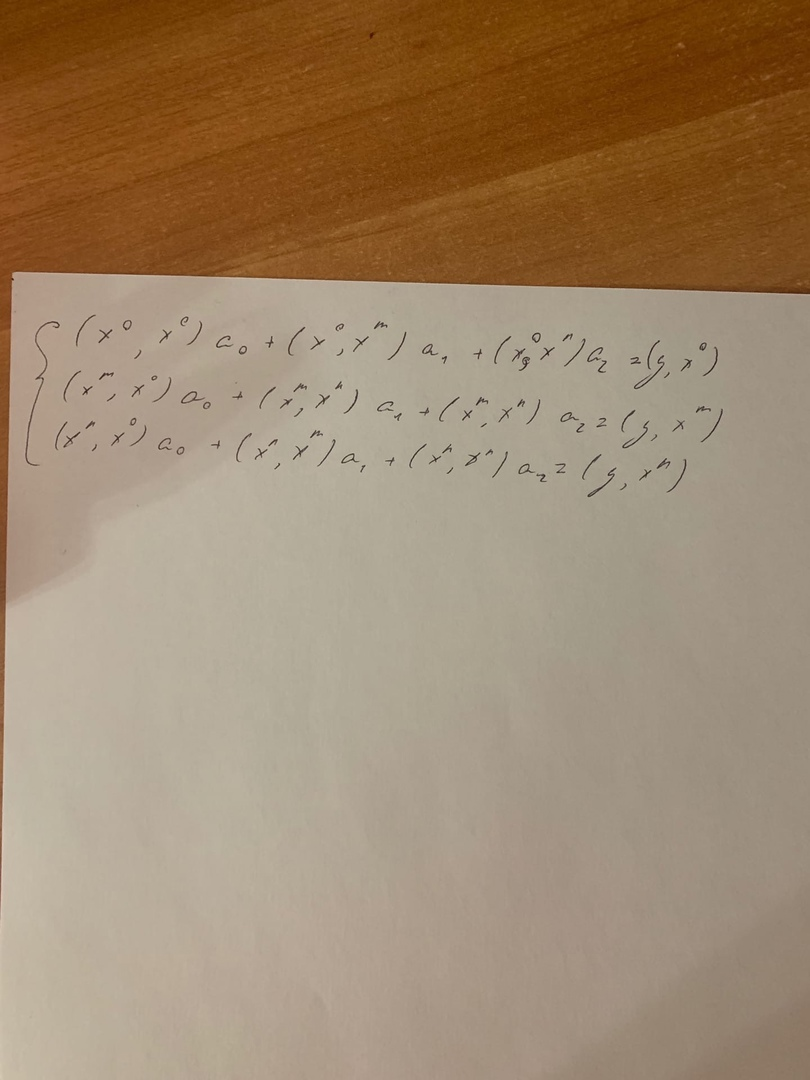 (x⁰, x⁰) a₀ + (x⁰, xᵐ) a₁ + (x⁰, xⁿ) a₂ = (y, x⁰)
(xᵐ, x⁰) a₀ + (xᵐ, xⁿ) a₁ + (xᵐ, xⁿ) a₂ = (y, xᵐ)
(xⁿ, x⁰) a₀ + (xⁿ, xᵐ) a₁ + (xⁿ, xⁿ) a₂ = (y, xⁿ)